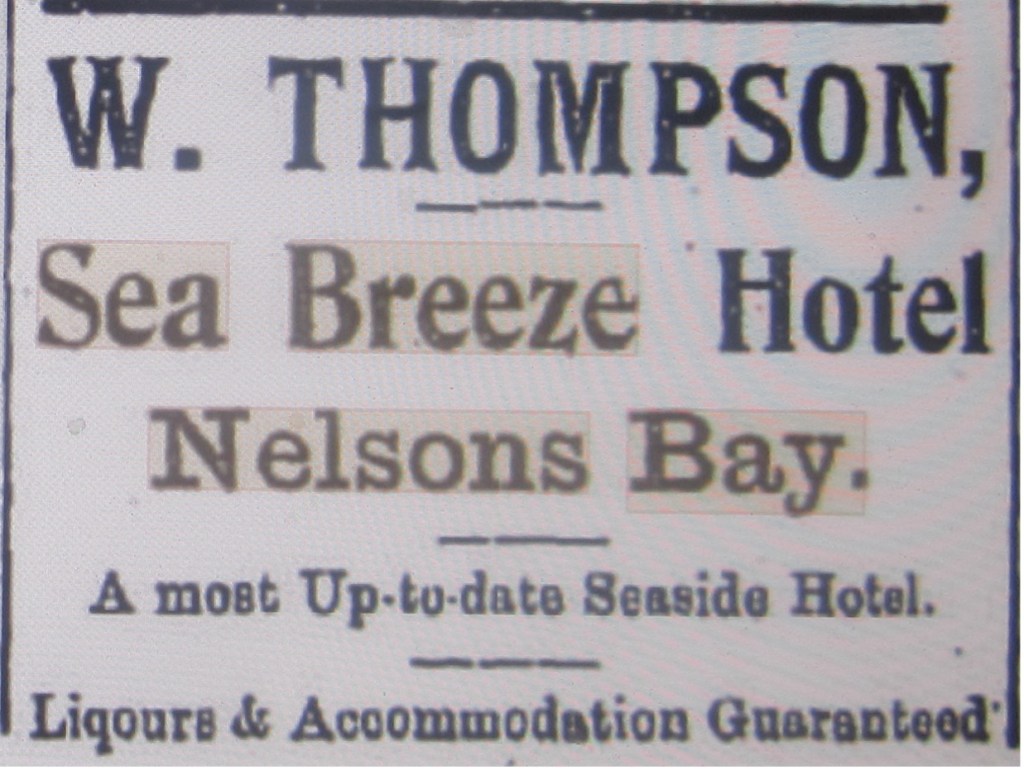 W. THOMPSON,
Sea Breeze Hotel
Nelsons Bay.
A most Up-to-date Seaside Hotel.
Liqours & Accommodation Guaranteed